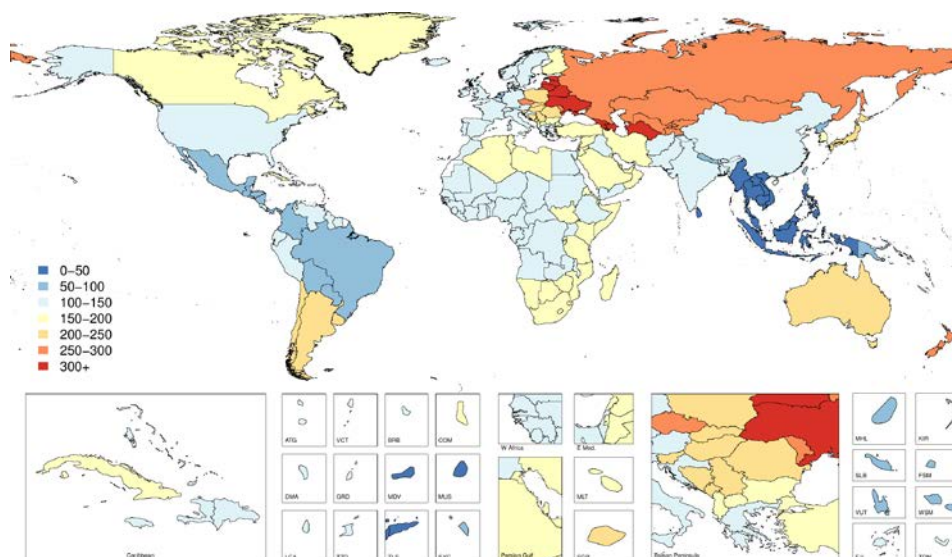 0–50
50–100
100–150
150–200
200–250
250–300
300+
ATG
VCT
BRB
COM
W Africa
E Med.
MHL
KIR
DMA
GRD
MDV
MUS
MLT
SLB
FSM
VUT
WSM
Caribbean
Persian Gulf
Balkan Peninsula